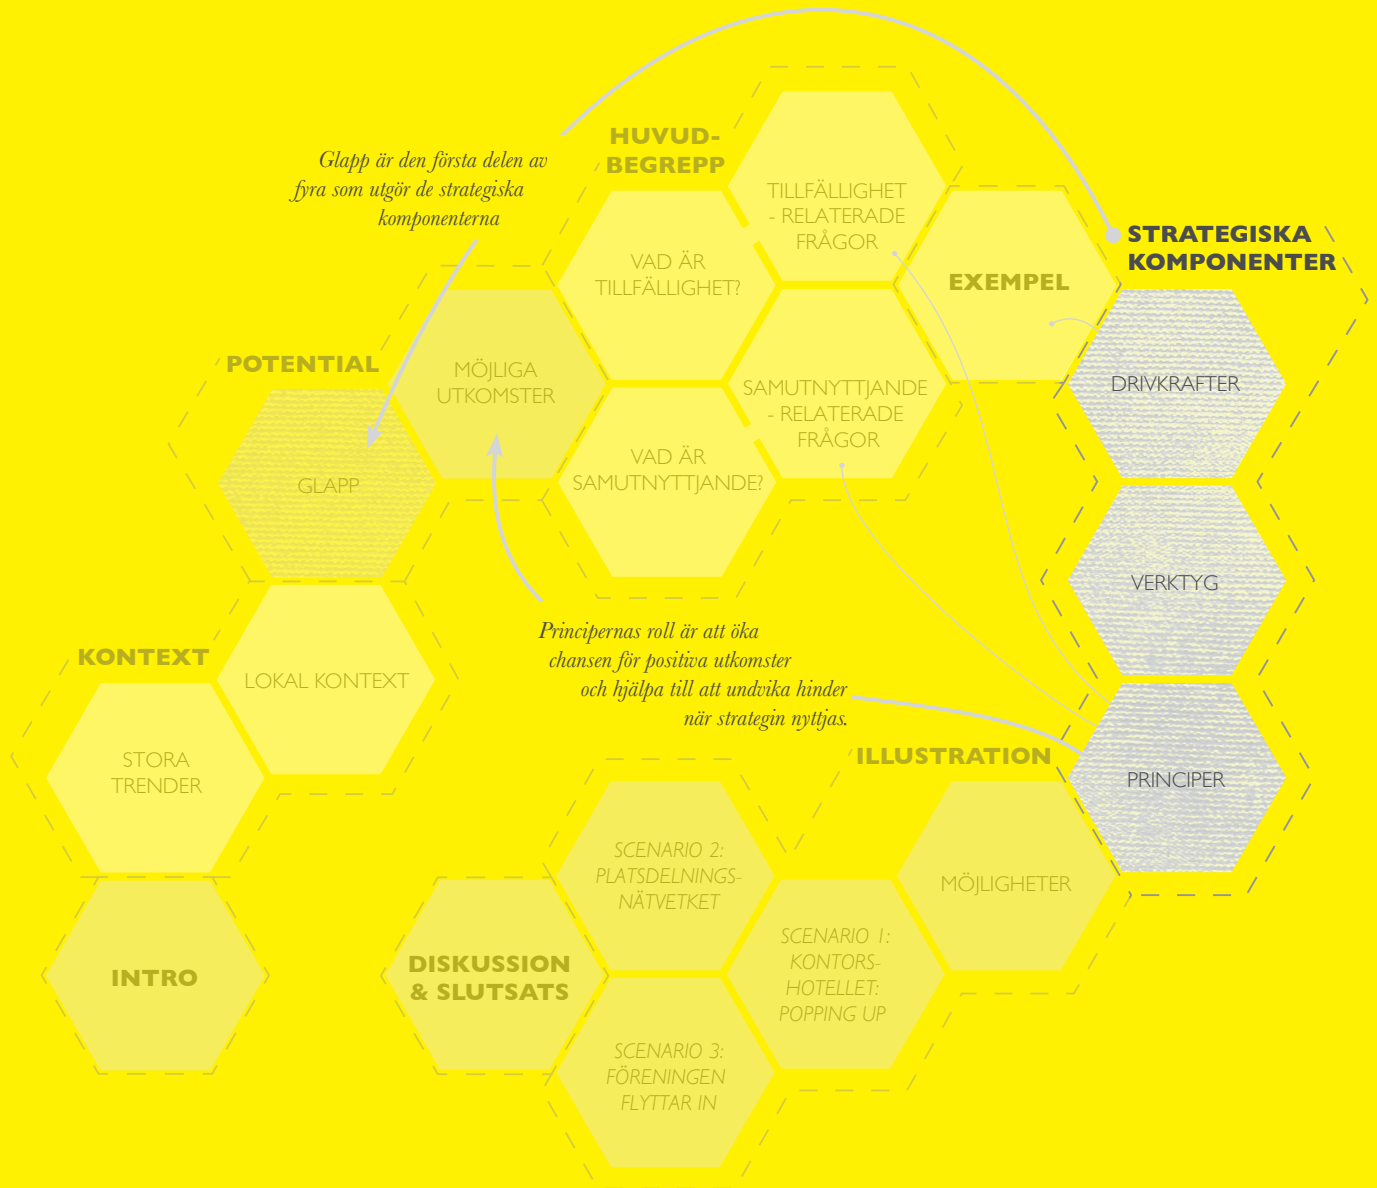 HUVUD-
BEGREPP
Glapp är den första delen av
fyra som utgör de strategiska
komponenterna
TILLFÄLLIGHET
- RELATERADE
FRÅGOR
STRATEGISKA
KOMPONENTER
VAD ÄR
TILLFÄLLIGHET?
EXEMPEL
POTENTIAL
MÖJLIGA
UTKOMSTER
SAMUTNYTTJANDE
- RELATERADE
FRÅGOR
DRIVKRAFTER
VAD ÄR
SAMUTNYTTJANDE?
GLAPP
VERKTYG
Principernas roll är att öka
chansen för positiva utkomster
och hjälpa till att undvika hinder
när strategin nyttjas.
KONTEXT
LOKAL KONTEXT
STORA
TRENDER
ILLUSTRATION
PRINCIPER
SCENARIO 2:
PLATSDELNINGS-
NÄTVETKET
MÖJLIGHETER
SCENARIO 1:
KONTORS-
HOTELLET:
POPPING UP
INTRO
DISKUSSION
& SLUTSATS
SCENARIO 3:
FÖRENINGEN
FLYTTAR IN